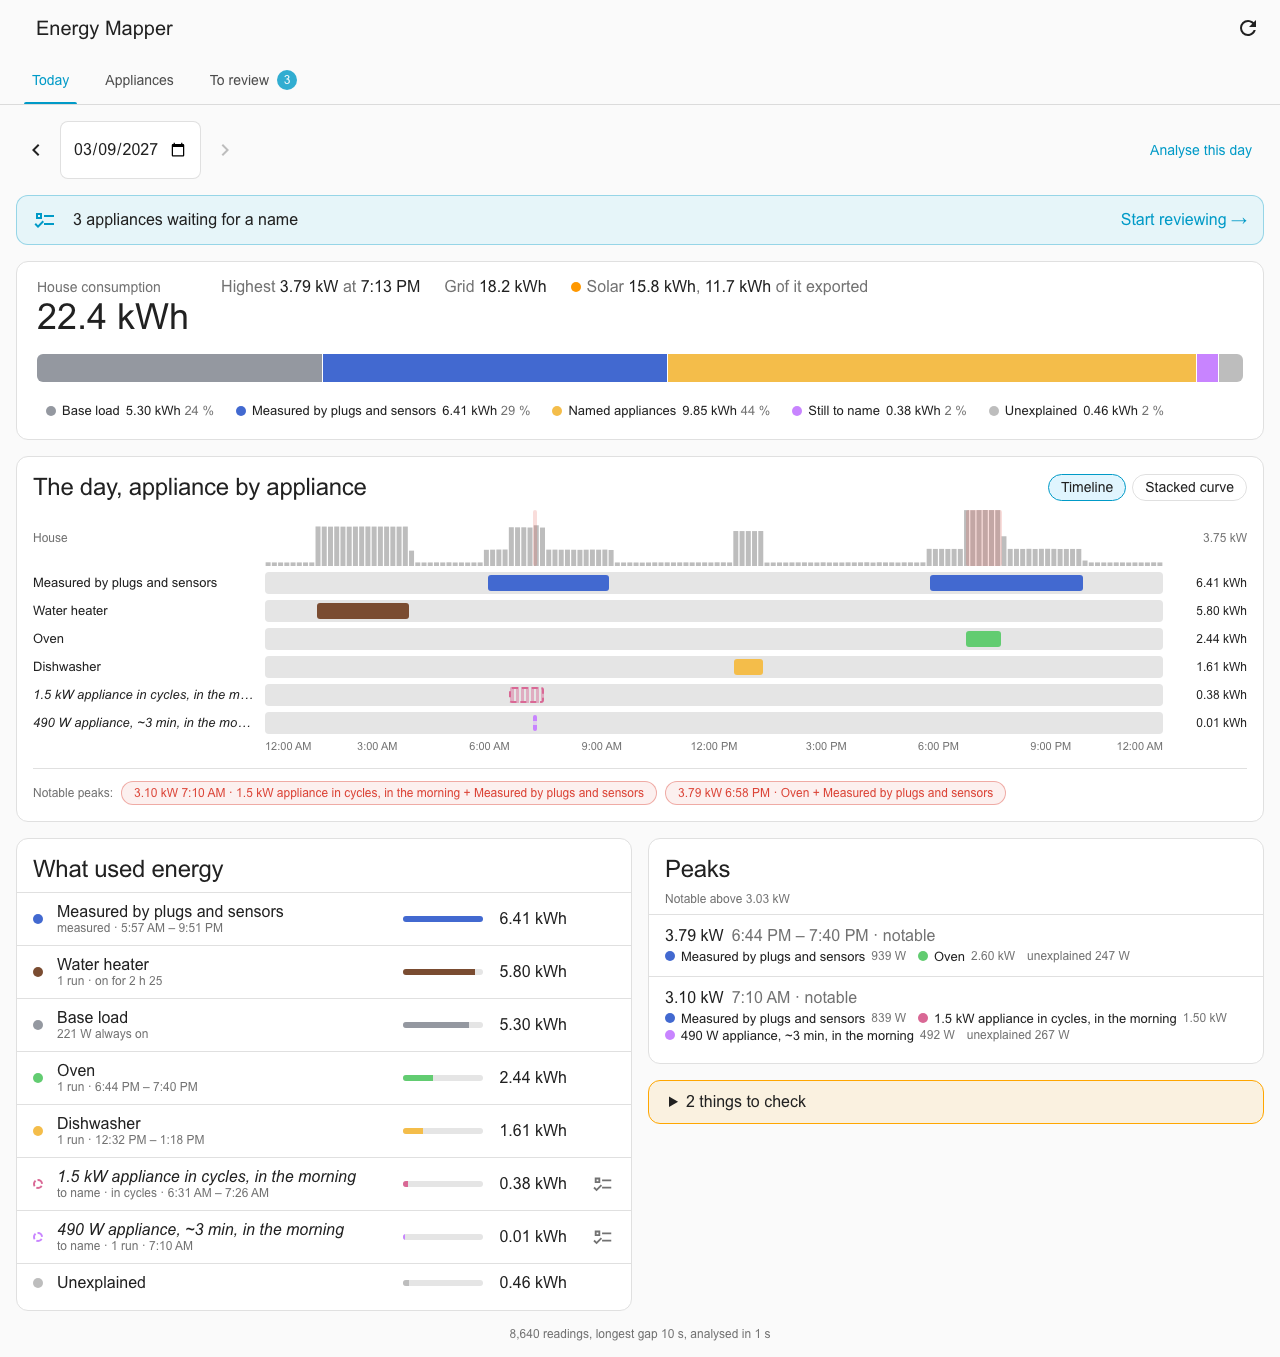 Energy Mapper
Today Appliances To review 3
03/09/2027 Analyse this day
3 appliances waiting for a name Start reviewing →
House consumption Highest 3.79 kW at 7:13 PM Grid 18.2 kWh Solar 15.8 kWh, 11.7 kWh of it exported
22.4 kWh
Base load 5.30 kWh 24 % Measured by plugs and sensors 6.41 kWh 29 % Named appliances 9.85 kWh 44 % Still to name 0.38 kWh 2 % Unexplained 0.46 kWh 2 %
The day, appliance by appliance Timeline Stacked curve
House 3.75 kW
Measured by plugs and sensors 6.41 kWh
Water heater 5.80 kWh
Oven 2.44 kWh
Dishwasher 1.61 kWh
1.5 kW appliance in cycles, in the m... 0.38 kWh
490 W appliance, ~3 min, in the mo... 0.01 kWh
12:00 AM 3:00 AM 6:00 AM 9:00 AM 12:00 PM 3:00 PM 6:00 PM 9:00 PM 12:00 AM
Notable peaks: 3.10 kW 7:10 AM · 1.5 kW appliance in cycles, in the morning + Measured by plugs and sensors 3.79 kW 6:58 PM · Oven + Measured by plugs and sensors
What used energy
Measured by plugs and sensors 6.41 kWh
measured · 5:57 AM – 9:51 PM
Water heater 5.80 kWh
1 run · on for 2 h 25
Base load 5.30 kWh
221 W always on
Oven 2.44 kWh
1 run · 6:44 PM – 7:40 PM
Dishwasher 1.61 kWh
1 run · 12:32 PM – 1:18 PM
1.5 kW appliance in cycles, in the morning 0.38 kWh
to name · in cycles · 6:31 AM – 7:26 AM
490 W appliance, ~3 min, in the morning 0.01 kWh
to name · 1 run · 7:10 AM
Unexplained 0.46 kWh
Peaks
Notable above 3.03 kW
3.79 kW 6:44 PM – 7:40 PM · notable
Measured by plugs and sensors 939 W Oven 2.60 kW unexplained 247 W
3.10 kW 7:10 AM · notable
Measured by plugs and sensors 839 W 1.5 kW appliance in cycles, in the morning 1.50 kW
490 W appliance, ~3 min, in the morning 492 W unexplained 267 W
2 things to check
8,640 readings, longest gap 10 s, analysed in 1 s